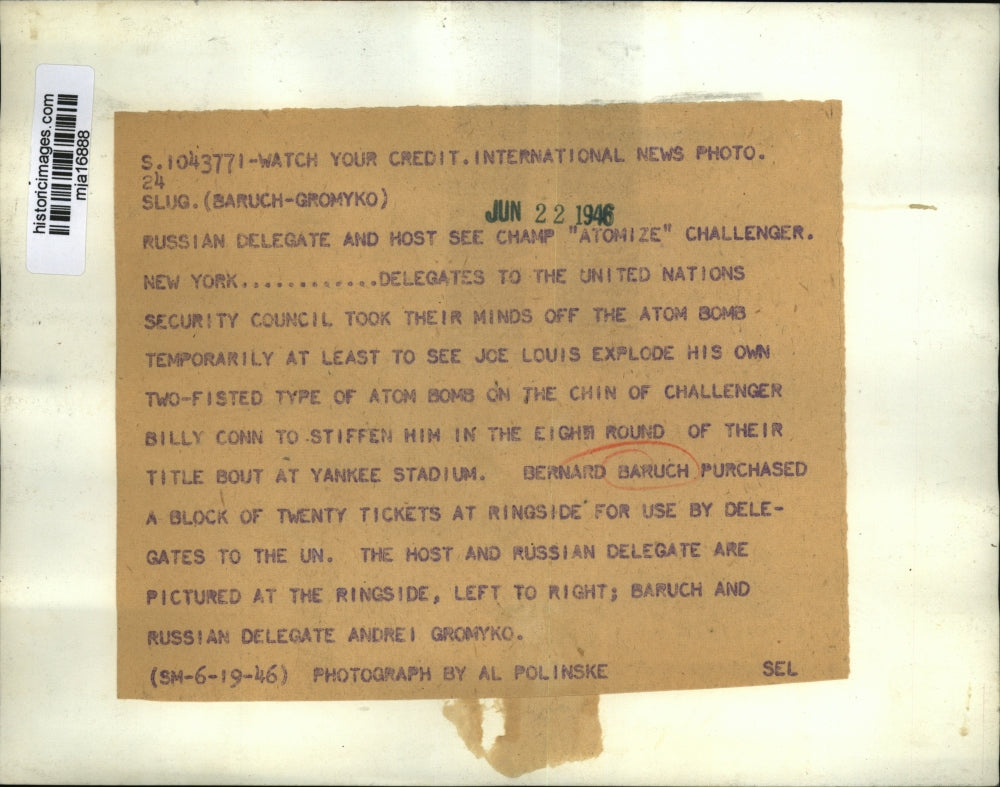 historicimages.com
mja16888
S.1043771-WATCH YOUR CREDIT.INTERNATIONAL NEWS PHOTO.
24
SLUG.(BARUCH-GROMYKO)
JUN 22 1946
RUSSIAN DELEGATE AND HOST SEE CHAMP "ATOMIZE" CHALLENGER.
NEW YORK............DELEGATES TO THE UNITED NATIONS
SECURITY COUNCIL TOOK THEIR MINDS OFF THE ATOM BOMB
TEMPORARILY AT LEAST TO SEE JOE LOUIS EXPLODE HIS OWN
TWO-FISTED TYPE OF ATOM BOMB ON THE CHIN OF CHALLENGER
BILLY CONN TO STIFFEN HIM IN THE EIGHT ROUND OF THEIR
TITLE BOUT AT YANKEE STADIUM. BERNARD BARUCH PURCHASED
A BLOCK OF TWENTY TICKETS AT RINGSIDE FOR USE BY DELE-
GATES TO THE UN. THE HOST AND RUSSIAN DELEGATE ARE
PICTURED AT THE RINGSIDE, LEFT TO RIGHT; BARUCH AND
RUSSIAN DELEGATE ANDREI GROMYKO.
(SM-6-19-46) PHOTOGRAPH BY AL POLINSKE SEL